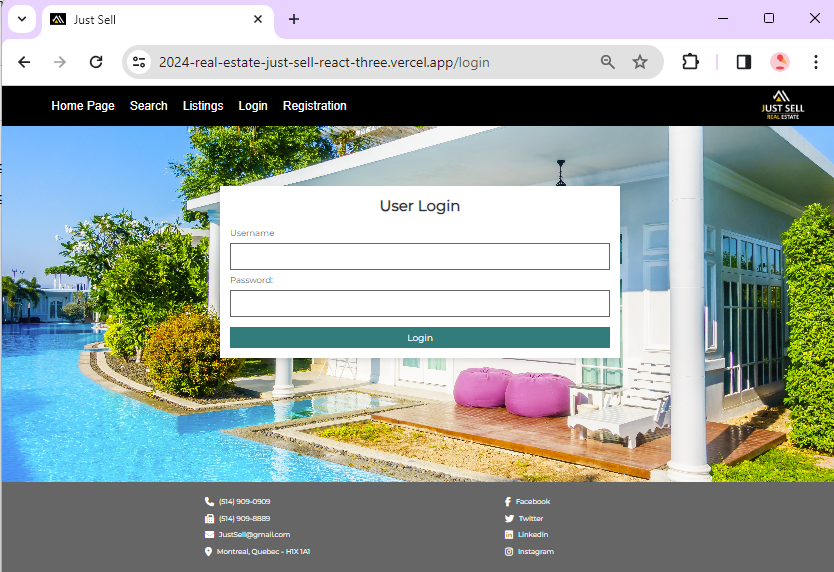 Just Sell
2024-real-estate-just-sell-react-three.vercel.app/login
Home Page Search Listings Login Registration
JUST SELL
REAL ESTATE
User Login
Username
Password:
Login
(514) 909-0909
(514) 909-8889
JustSell@gmail.com
Montreal, Quebec - H1X 1A1
Facebook
Twitter
Linkedin
Instagram